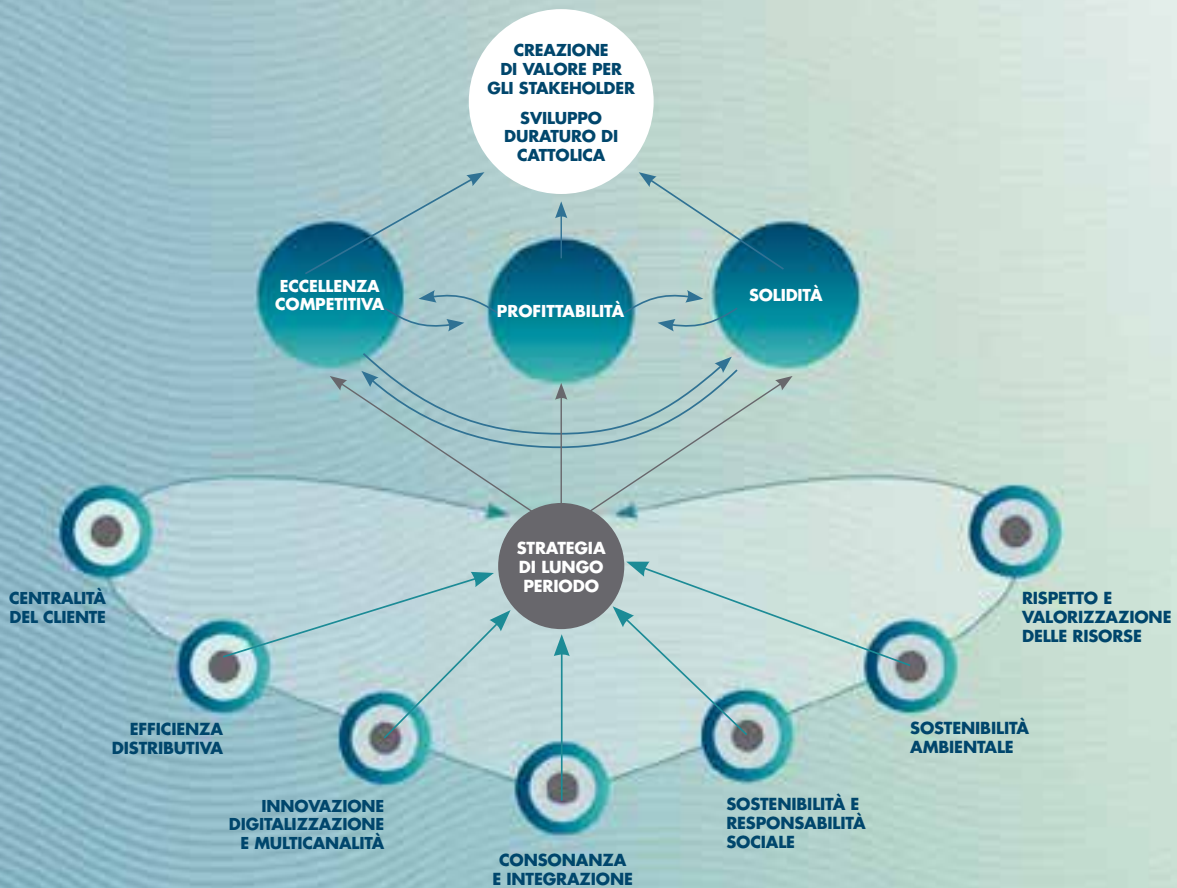 CREAZIONE
DI VALORE PER
GLI STAKEHOLDER
SVILUPPO
DURATURO DI
CATTOLICA
ECCELLENZA
COMPETITIVA
PROFITTABILITÀ
SOLIDITÀ
STRATEGIA
DI LUNGO
PERIODO
CENTRALITÀ
DEL CLIENTE
EFFICIENZA
DISTRIBUTIVA
INNOVAZIONE
DIGITALIZZAZIONE
E MULTICANALITÀ
CONSONANZA
E INTEGRAZIONE
SOSTENIBILITÀ E
RESPONSABILITÀ
SOCIALE
SOSTENIBILITÀ
AMBIENTALE
RISPETTO E
VALORIZZAZIONE
DELLE RISORSE